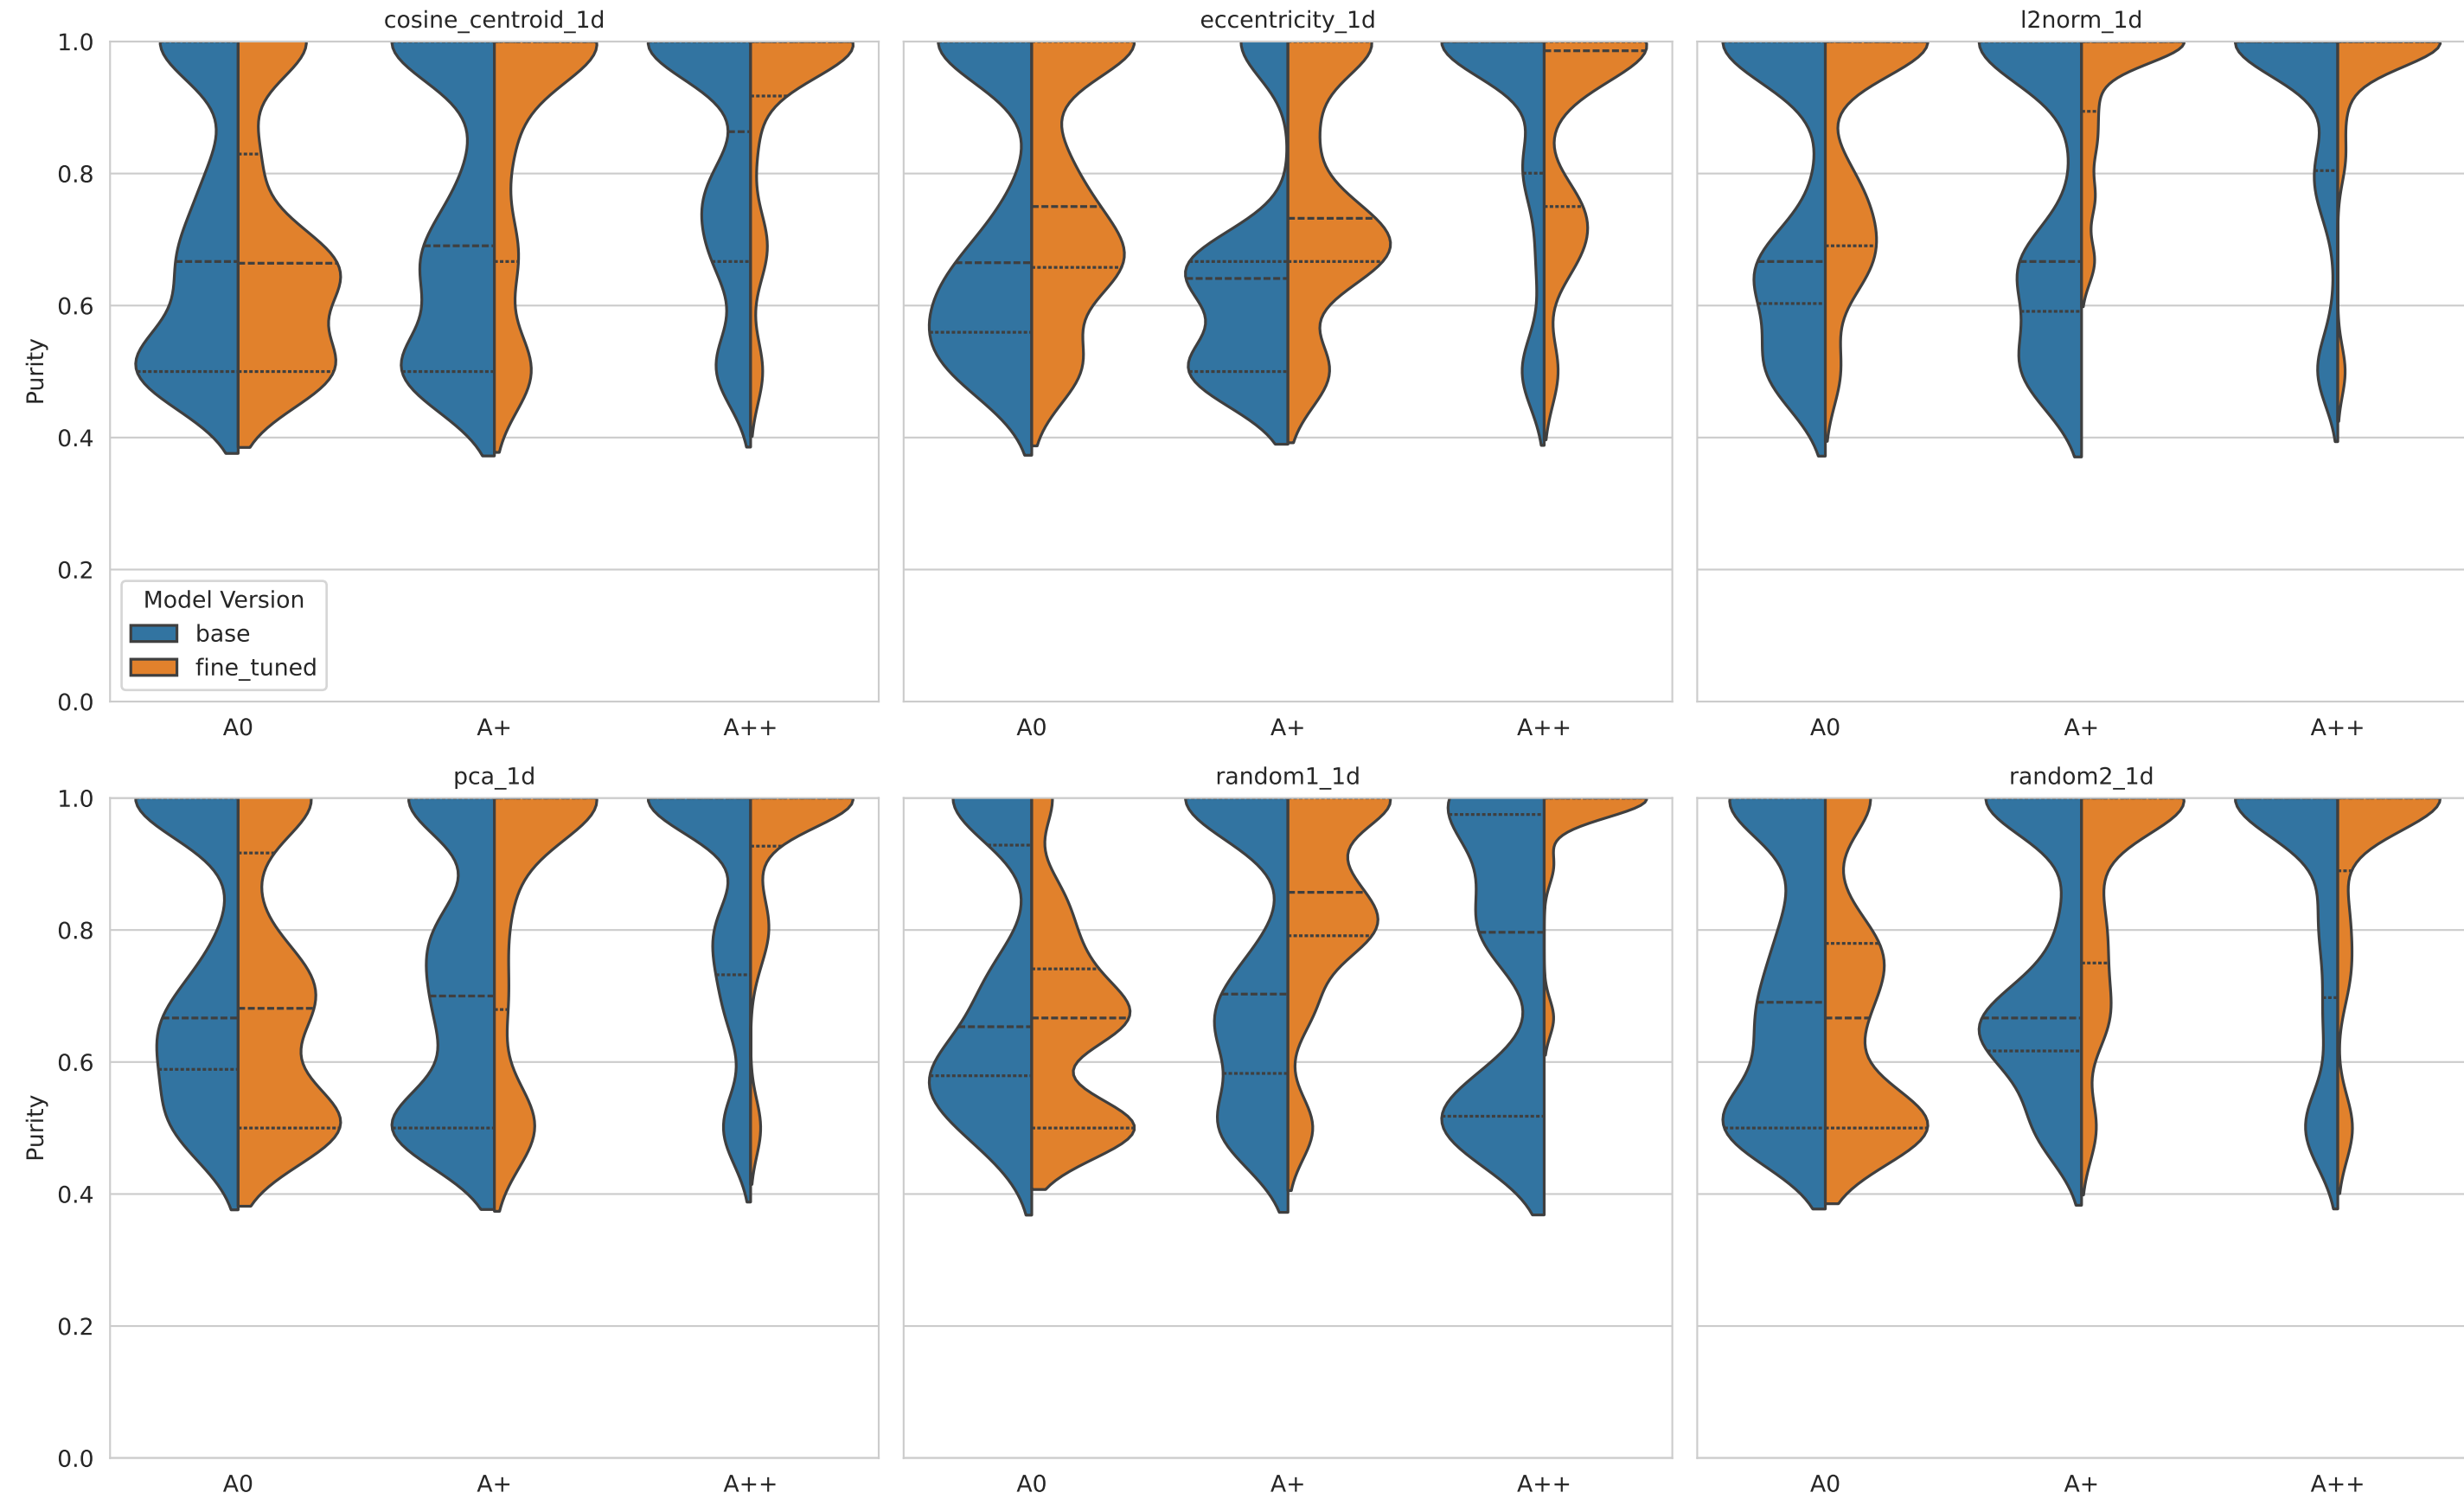 cosine_centroid_1d
eccentricity_1d
l2norm_1d
1.0
0.8
0.6
0.4
0.2
0.0
Purity
Model Version
base
fine_tuned
A0
A+
A++
A0
A+
A++
A0
A+
A++
pca_1d
random1_1d
random2_1d
1.0
0.8
0.6
0.4
0.2
0.0
Purity
A0
A+
A++
A0
A+
A++
A0
A+
A++